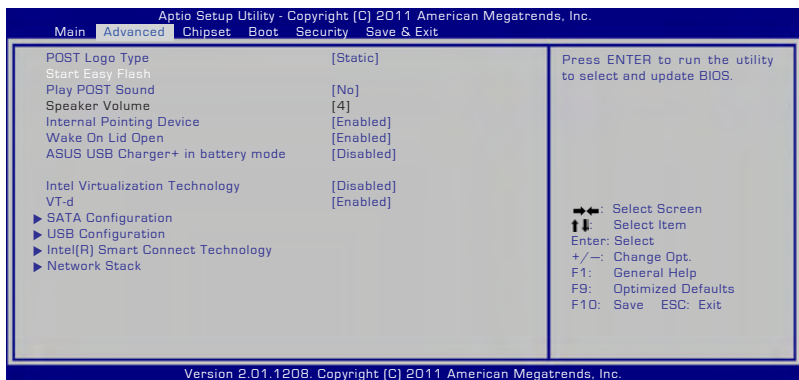 Aptio Setup Utility - Copyright (C) 2011 American Megatrends, Inc.
Main Advanced Chipset Boot Security Save & Exit
POST Logo Type [Static]
Start Easy Flash
Play POST Sound [No]
Speaker Volume [4]
Internal Pointing Device [Enabled]
Wake On Lid Open [Enabled]
ASUS USB Charger+ in battery mode [Disabled]
Intel Virtualization Technology [Disabled]
VT-d [Enabled]
▶ SATA Configuration
▶ USB Configuration
▶ Intel(R) Smart Connect Technology
▶ Network Stack
Press ENTER to run the utility
to select and update BIOS.
→←: Select Screen
↑↓: Select Item
Enter: Select
+/—: Change Opt.
F1: General Help
F9: Optimized Defaults
F10: Save ESC: Exit
Version 2.01.1208. Copyright (C) 2011 American Megatrends, Inc.